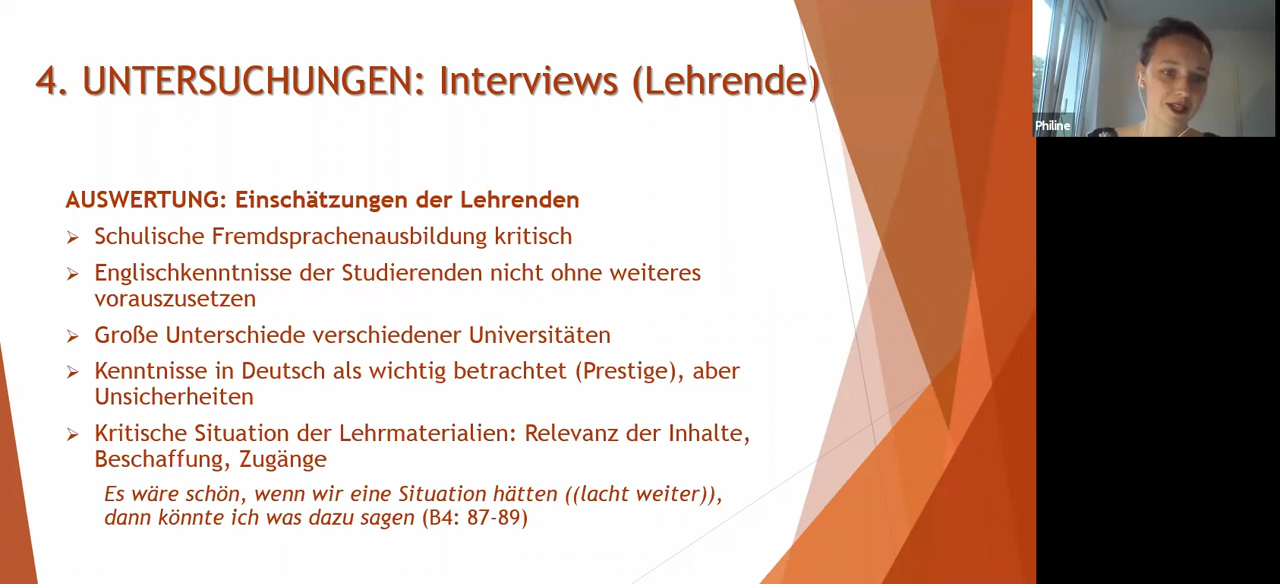 4. UNTERSUCHUNGEN: Interviews (Lehrende)
Philine
AUSWERTUNG: Einschätzungen der Lehrenden
➢ Schulische Fremdsprachenausbildung kritisch
➢ Englischkenntnisse der Studierenden nicht ohne weiteres
vorauszusetzen
➢ Große Unterschiede verschiedener Universitäten
➢ Kenntnisse in Deutsch als wichtig betrachtet (Prestige), aber
Unsicherheiten
➢ Kritische Situation der Lehrmaterialien: Relevanz der Inhalte,
Beschaffung, Zugänge
Es wäre schön, wenn wir eine Situation hätten ((lacht weiter)),
dann könnte ich was dazu sagen (B4: 87-89)